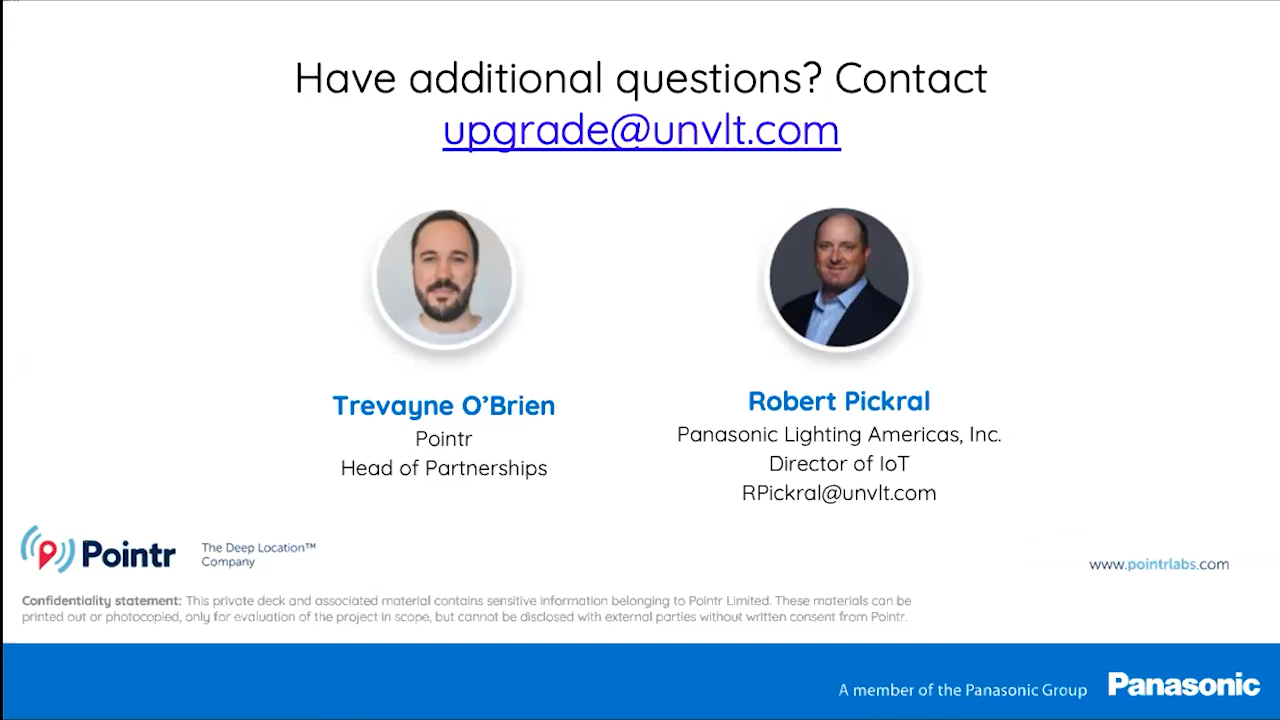 Have additional questions? Contact
upgrade@unvlt.com
Trevayne O’Brien
Pointr
Head of Partnerships
Robert Pickral
Panasonic Lighting Americas, Inc.
Director of IoT
RPickral@unvlt.com
Pointr
The Deep Location™
Company
www.pointrlabs.com
Confidentiality statement: This private deck and associated material contains sensitive information belonging to Pointr Limited. These materials can be
printed out or photocopied, only for evaluation of the project in scope, but cannot be disclosed with external parties without written consent from Pointr.
A member of the Panasonic Group
Panasonic